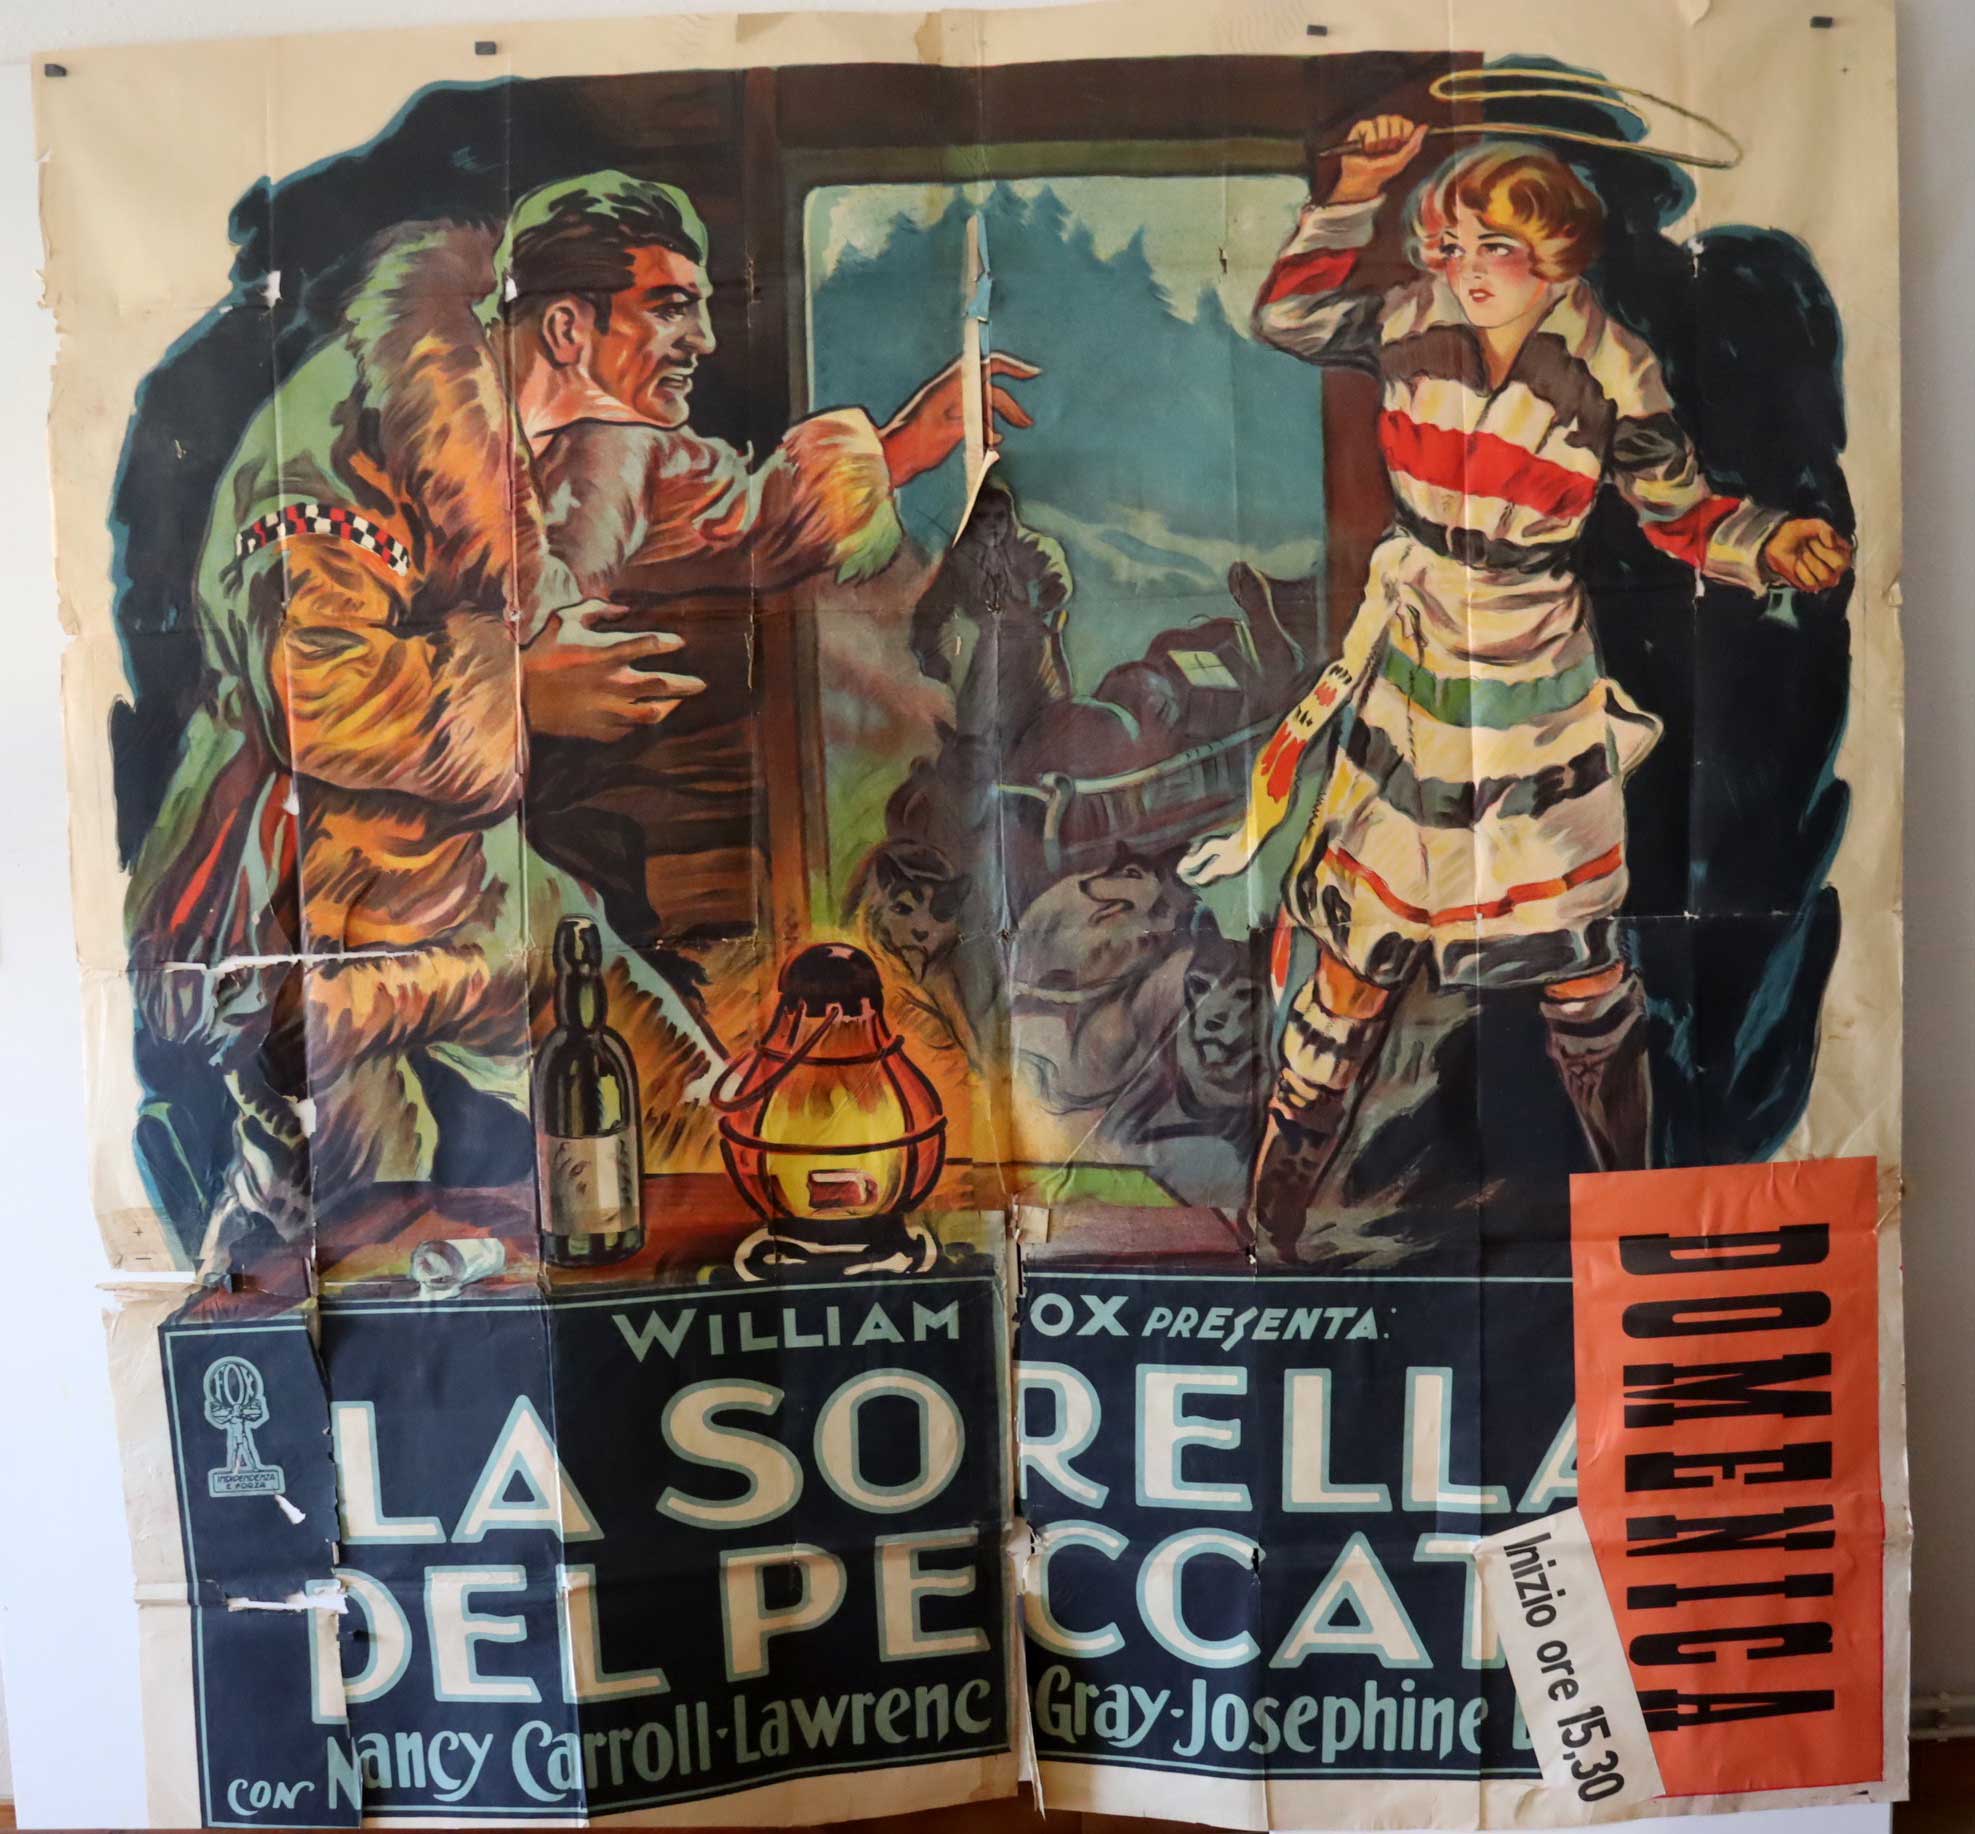 WILLIAM OX PRESENTA:
FOX
INDIPENDENZA
E FORZA
LA SORELLA
DEL PECCAT
CON Nancy Carroll-Lawrenc Gray-Josephine
DOMENICA
Inizio ore 15,30